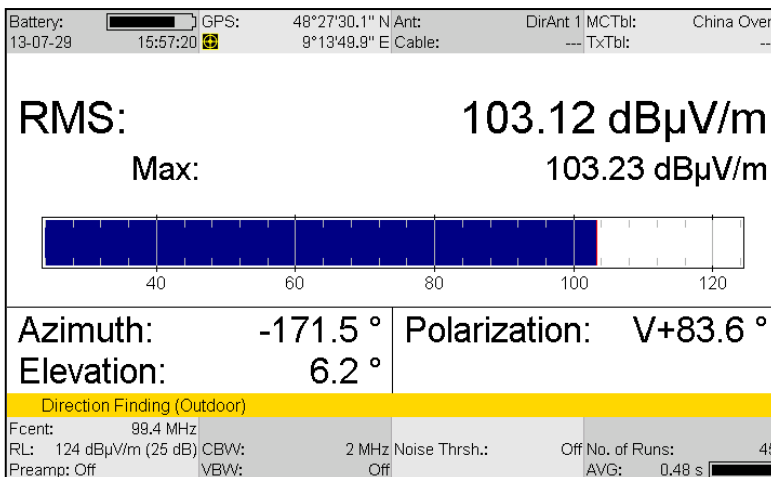 Battery: GPS: 48°27'30.1" N Ant: DirAnt 1 MCTbl: China Over
13-07-29 15:57:20 9°13'49.9" E Cable: --- TxTbl: --
RMS: 103.12 dBµV/m
Max: 103.23 dBµV/m
40 60 80 100 120
Azimuth: -171.5 ° Polarization: V+83.6 °
Elevation: 6.2 °
Direction Finding (Outdoor)
Fcent: 99.4 MHz
RL: 124 dBµV/m (25 dB) CBW: 2 MHz Noise Thrsh.: Off No. of Runs:
Preamp: Off VBW: Off AVG: 0.48 s